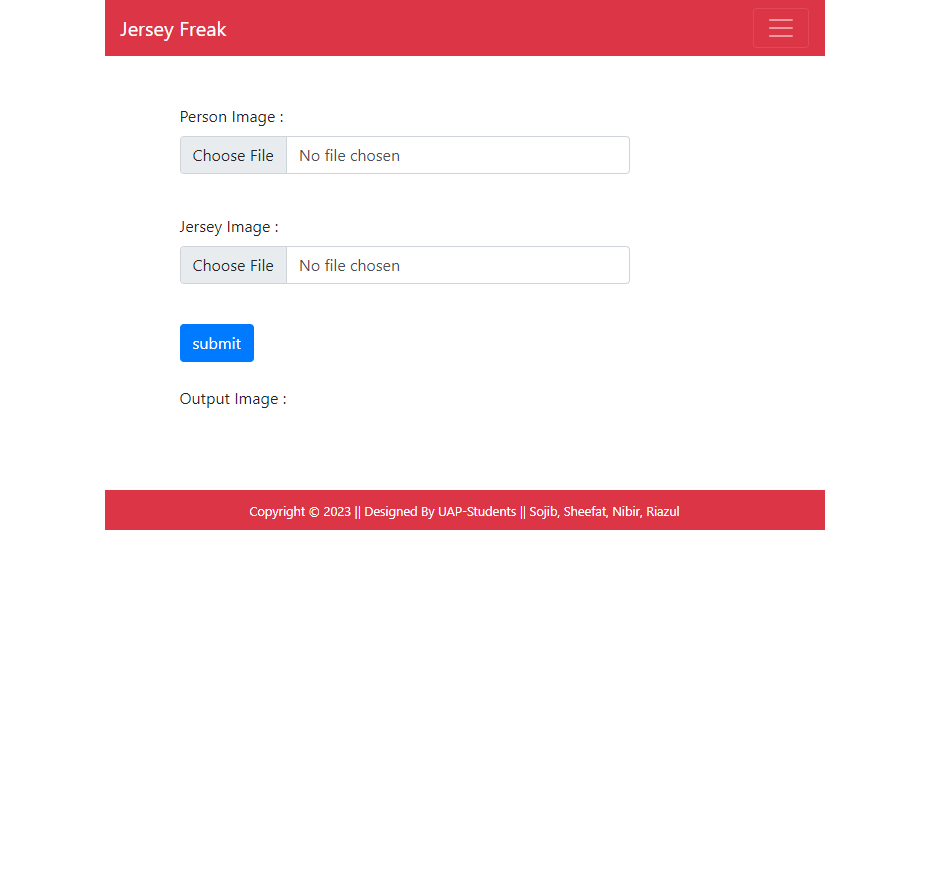 Jersey Freak
Person Image :
Choose File No file chosen
Jersey Image :
Choose File No file chosen
submit
Output Image :
Copyright © 2023 || Designed By UAP-Students || Sojib, Sheefat, Nibir, Riazul